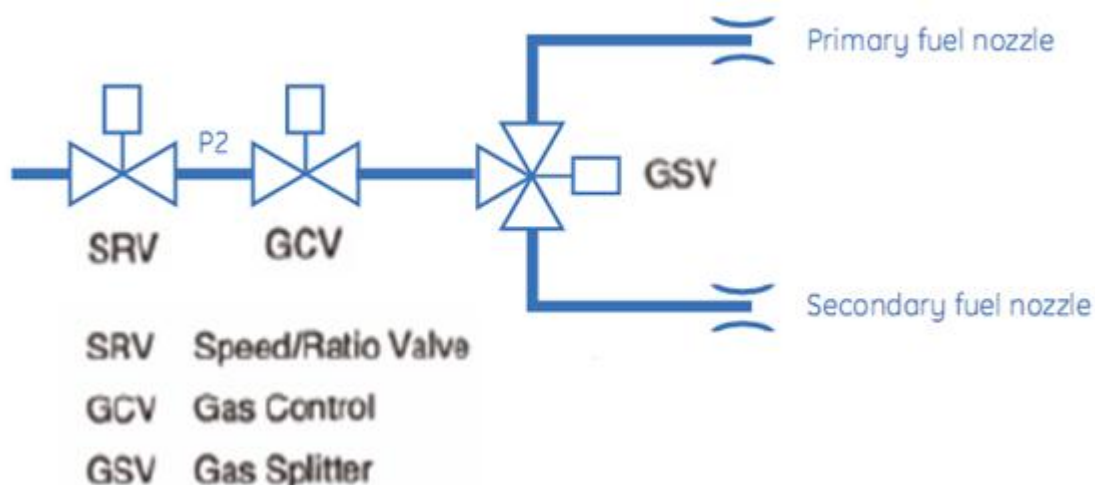 Primary fuel nozzle
P2
GSV
SRV
GCV
Secondary fuel nozzle
SRV Speed/Ratio Valve
GCV Gas Control
GSV Gas Splitter